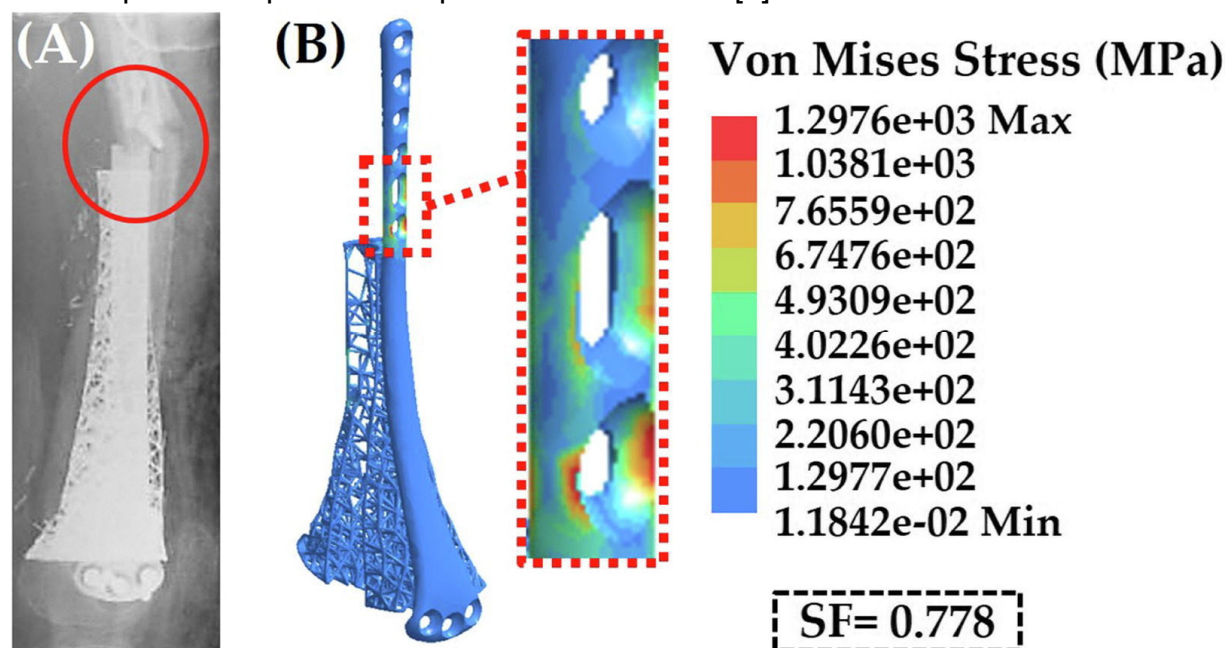 (A)
(B)
Von Mises Stress (MPa)
1.2976e+03 Max
1.0381e+03
7.6559e+02
6.7476e+02
4.9309e+02
4.0226e+02
3.1143e+02
2.2060e+02
1.2977e+02
1.1842e-02 Min
SF= 0.778